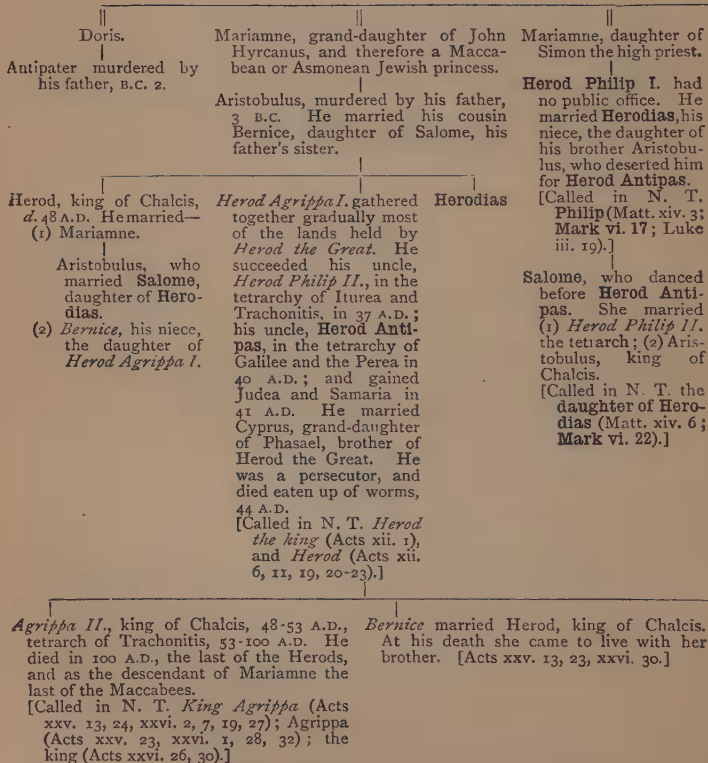 Doris.
Antipater murdered by
his father, B.C. 2.
Mariamne, grand-daughter of John
Hyrcanus, and therefore a Macca-
bean or Asmonean Jewish princess.
Aristobulus, murdered by his father,
3 B.C. He married his cousin
Bernice, daughter of Salome, his
father's sister.
Mariamne, daughter of
Simon the high priest.
Herod Philip I. had
no public office. He
married Herodias, his
niece, the daughter of
his brother Aristobu-
lus, who deserted him
for Herod Antipas.
[Called in N. T.
Philip (Matt. xiv. 3;
Mark vi. 17; Luke
iii. 19).]
Salome, who danced
before Herod Anti-
pas. She married
(1) Herod Philip II.
the tetrarch; (2) Aris-
tobulus, king of
Chalcis.
[Called in N. T. the
daughter of Hero-
dias (Matt. xiv. 6;
Mark vi. 22).]
Herod, king of Chalcis,
d. 48 A.D. He married—
(1) Mariamne.
Aristobulus, who
married Salome,
daughter of Hero-
dias.
(2) Bernice, his niece,
the daughter of
Herod Agrippa I.
Herod Agrippa I. gathered
together gradually most
of the lands held by
Herod the Great. He
succeeded his uncle,
Herod Philip II., in the
tetrarchy of Iturea and
Trachonitis, in 37 A.D.;
his uncle, Herod Anti-
pas, in the tetrarchy of
Galilee and the Perea in
40 A.D.; and gained
Judea and Samaria in
41 A.D. He married
Cyprus, grand-daughter
of Phasael, brother of
Herod the Great. He
was a persecutor, and
died eaten up of worms,
44 A.D.
[Called in N. T. Herod
the king (Acts xii. 1),
and Herod (Acts xii.
6, 11, 19, 20-23).]
Herodias
Agrippa II., king of Chalcis, 48-53 A.D.,
tetrarch of Trachonitis, 53-100 A.D. He
died in 100 A.D., the last of the Herods,
and as the descendant of Mariamne the
last of the Maccabees.
[Called in N. T. King Agrippa (Acts
xxv. 13, 24, xxvi. 2, 7, 19, 27); Agrippa
(Acts xxv. 23, xxvi. 1, 28, 32); the
king (Acts xxvi. 26, 30).]
Bernice married Herod, king of Chalcis.
At his death she came to live with her
brother. [Acts xxv. 13, 23, xxvi. 30.]